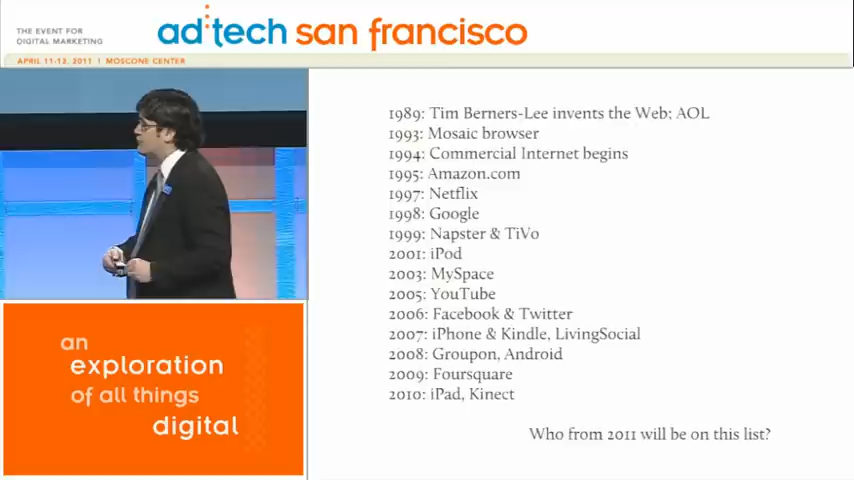 THE EVENT FOR
DIGITAL MARKETING
ad:tech san francisco
APRIL 11-13, 2011 | MOSCONE CENTER
1989: Tim Berners-Lee invents the Web; AOL
1993: Mosaic browser
1994: Commercial Internet begins
1995: Amazon.com
1997: Netflix
1998: Google
1999: Napster & TiVo
2001: iPod
2003: MySpace
2005: YouTube
2006: Facebook & Twitter
2007: iPhone & Kindle, LivingSocial
2008: Groupon, Android
2009: Foursquare
2010: iPad, Kinect
Who from 2011 will be on this list?
an
exploration
of all things
digital